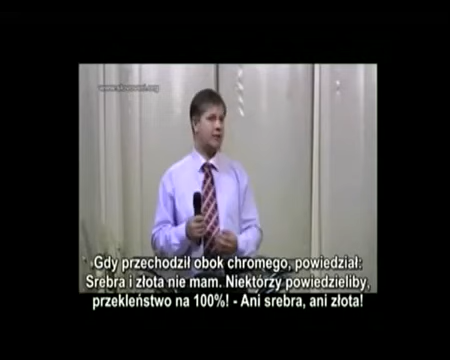 Gdy przechodził obok chromego, powiedział:
Srebra i złota nie mam. Niektórzy powiedzieliby,
przekleństwo na 100%! - Ani srebra, ani złota!